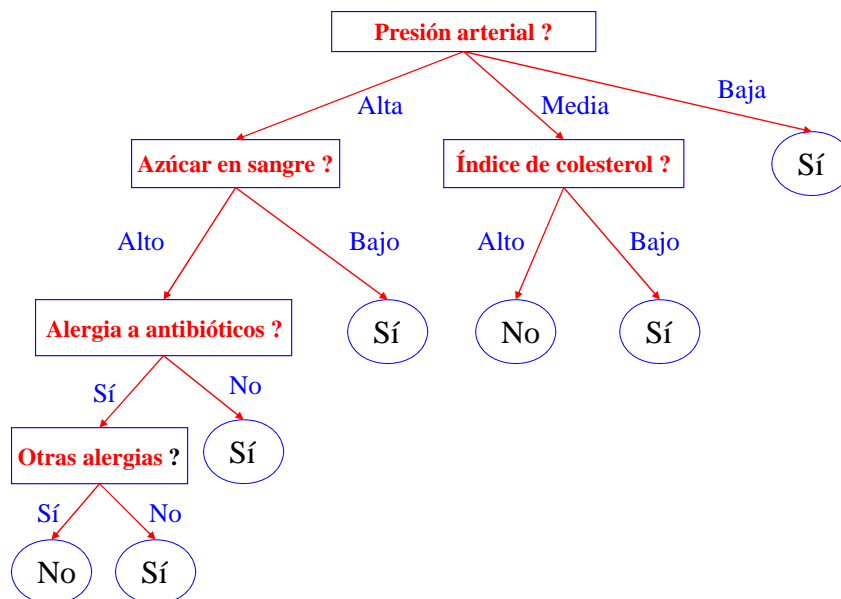 Presión arterial ?
Alta
Media
Baja
Azúcar en sangre ?
Índice de colesterol ?
Sí
Alto
Bajo
Alto
Bajo
Alergia a antibióticos ?
Sí
No
Sí
Sí
No
Otras alergias ?
Sí
Sí
No
No
Sí